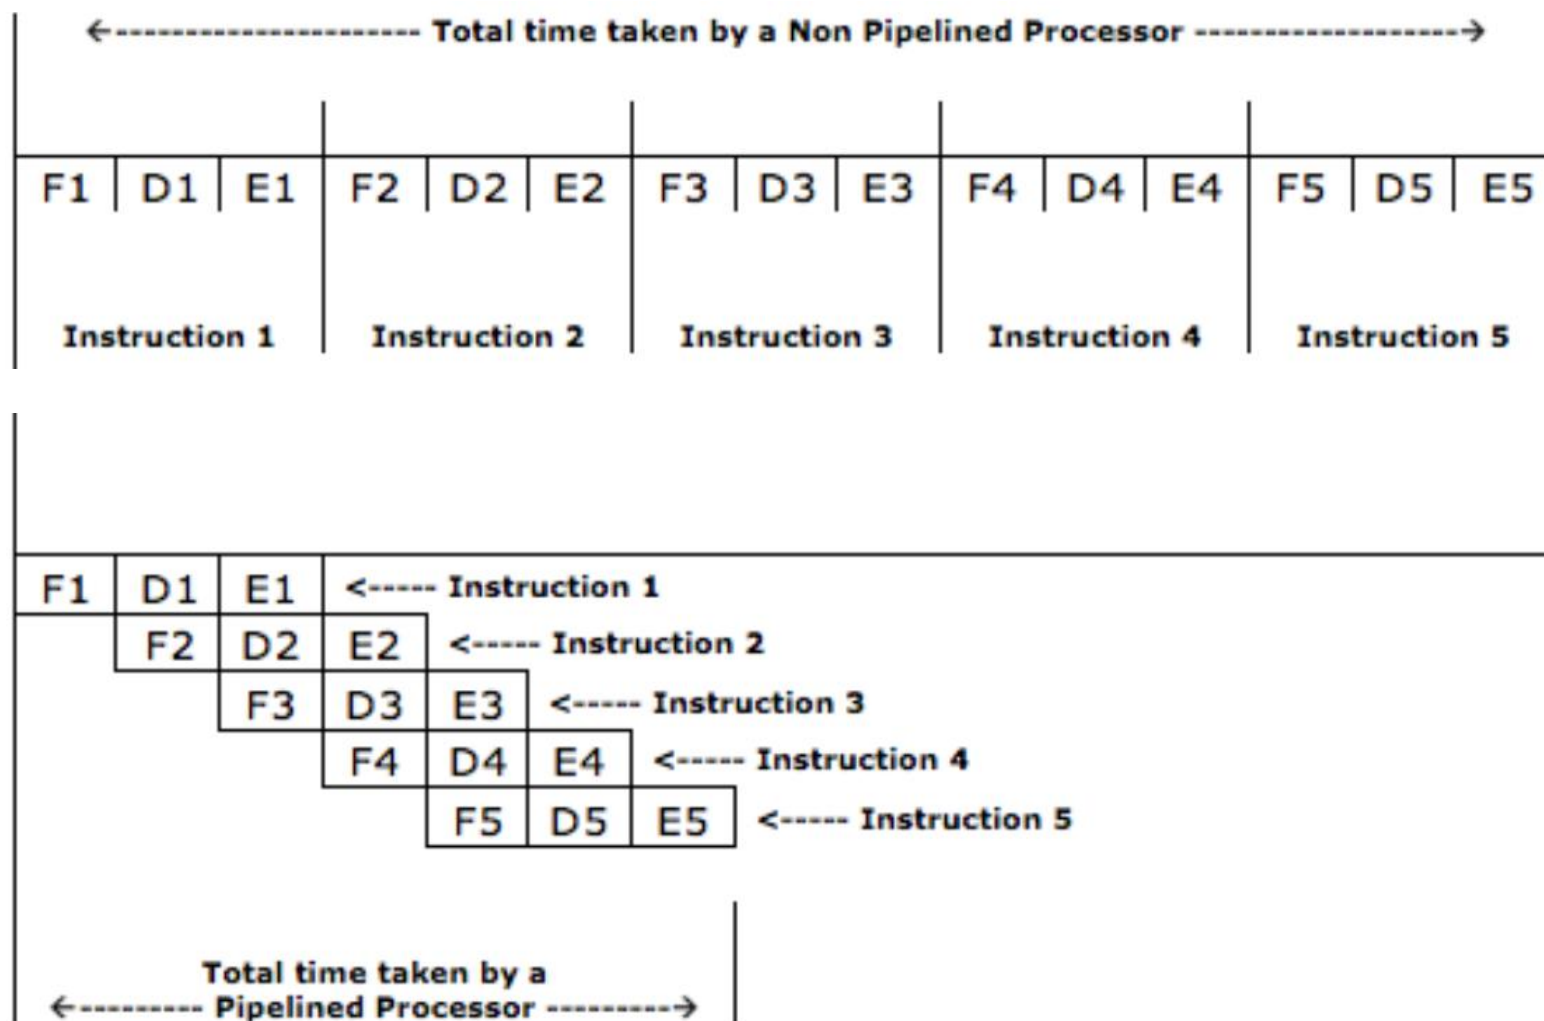 ←---------------------- Total time taken by a Non Pipelined Processor -------------------→
F1 D1 E1 F2 D2 E2 F3 D3 E3 F4 D4 E4 F5 D5 E5
Instruction 1 Instruction 2 Instruction 3 Instruction 4 Instruction 5
F1 D1 E1 <----- Instruction 1
F2 D2 E2 <----- Instruction 2
F3 D3 E3 <----- Instruction 3
F4 D4 E4 <----- Instruction 4
F5 D5 E5 <----- Instruction 5
Total time taken by a
←--------- Pipelined Processor ---------→